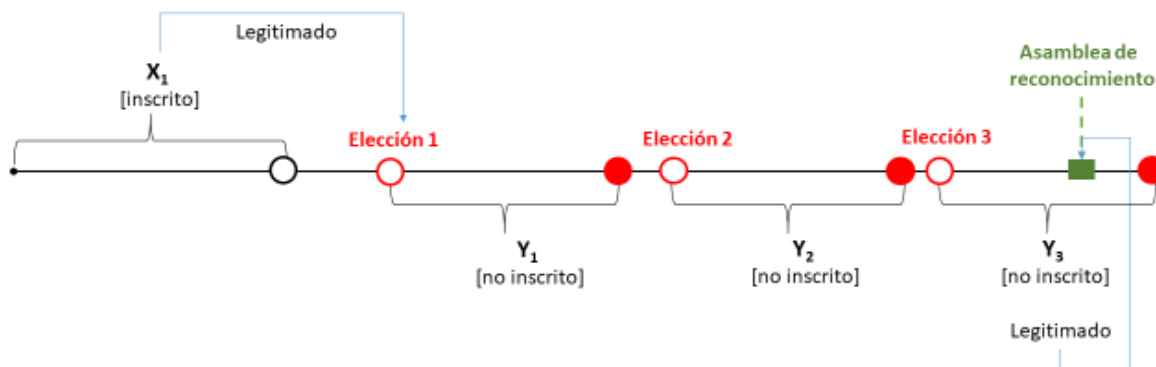 Legitimado
X₁
[inscrito]
Asamblea de
reconocimiento
Elección 1
Elección 2
Elección 3
Y₁
[no inscrito]
Y₂
[no inscrito]
Y₃
[no inscrito]
Legitimado